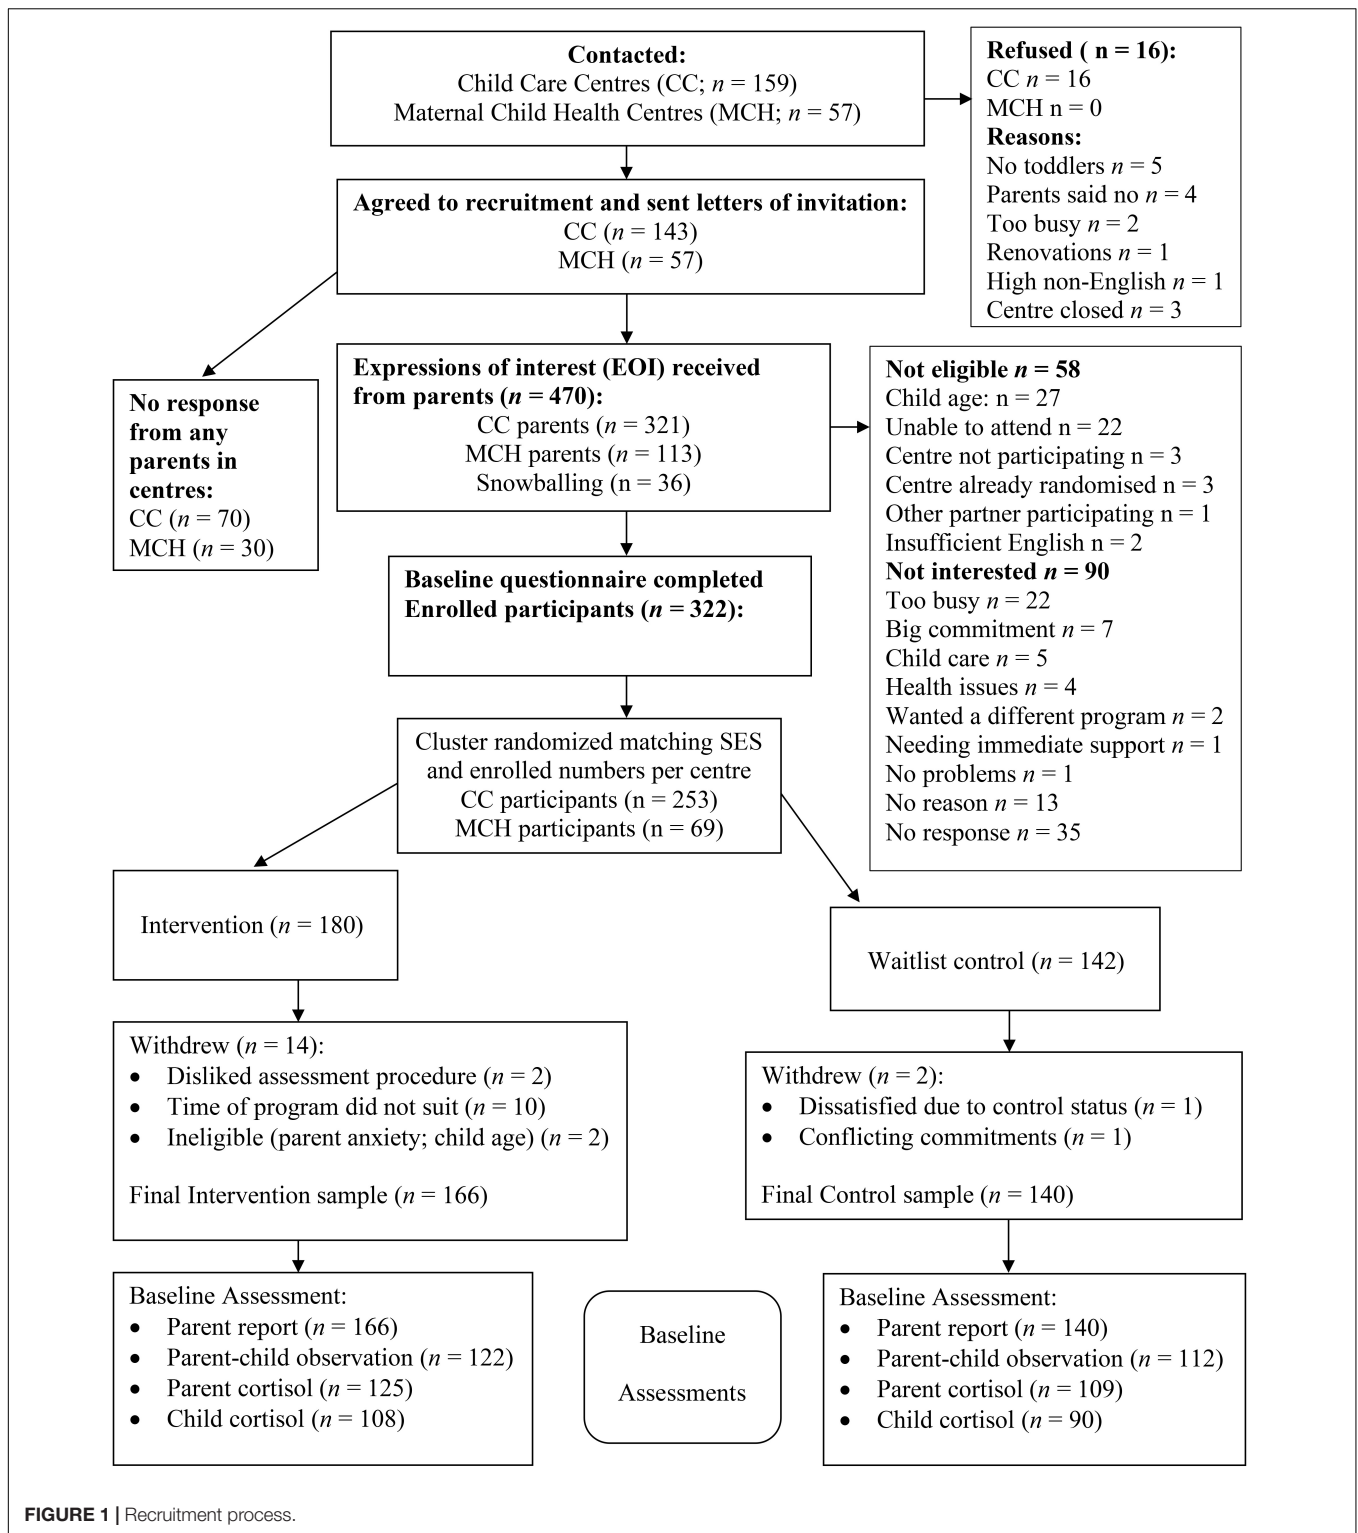 Contacted:
Child Care Centres (CC; n = 159)
Maternal Child Health Centres (MCH; n = 57)
Refused ( n = 16):
CC n = 16
MCH n = 0
Reasons:
No toddlers n = 5
Parents said no n = 4
Too busy n = 2
Renovations n = 1
High non-English n = 1
Centre closed n = 3
Agreed to recruitment and sent letters of invitation:
CC (n = 143)
MCH (n = 57)
No response
from any
parents in
centres:
CC (n = 70)
MCH (n = 30)
Expressions of interest (EOI) received
from parents (n = 470):
CC parents (n = 321)
MCH parents (n = 113)
Snowballing (n = 36)
Not eligible n = 58
Child age: n = 27
Unable to attend n = 22
Centre not participating n = 3
Centre already randomised n = 3
Other partner participating n = 1
Insufficient English n = 2
Not interested n = 90
Too busy n = 22
Big commitment n = 7
Child care n = 5
Health issues n = 4
Wanted a different program n = 2
Needing immediate support n = 1
No problems n = 1
No reason n = 13
No response n = 35
Baseline questionnaire completed
Enrolled participants (n = 322):
Cluster randomized matching SES
and enrolled numbers per centre
CC participants (n = 253)
MCH participants (n = 69)
Intervention (n = 180)
Waitlist control (n = 142)
Withdrew (n = 14):
• Disliked assessment procedure (n = 2)
• Time of program did not suit (n = 10)
• Ineligible (parent anxiety; child age) (n = 2)
Final Intervention sample (n = 166)
Withdrew (n = 2):
• Dissatisfied due to control status (n = 1)
• Conflicting commitments (n = 1)
Final Control sample (n = 140)
Baseline Assessment:
• Parent report (n = 166)
• Parent-child observation (n = 122)
• Parent cortisol (n = 125)
• Child cortisol (n = 108)
Baseline
Assessments
Baseline Assessment:
• Parent report (n = 140)
• Parent-child observation (n = 112)
• Parent cortisol (n = 109)
• Child cortisol (n = 90)
FIGURE 1 | Recruitment process.